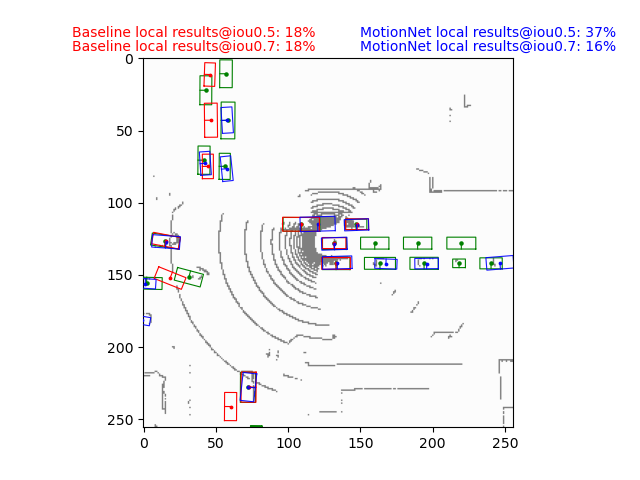 Baseline local results@iou0.5: 18%
MotionNet local results@iou0.5: 37%
Baseline local results@iou0.7: 18%
MotionNet local results@iou0.7: 16%
0
50
100
150
200
250
0 50 100 150 200 250